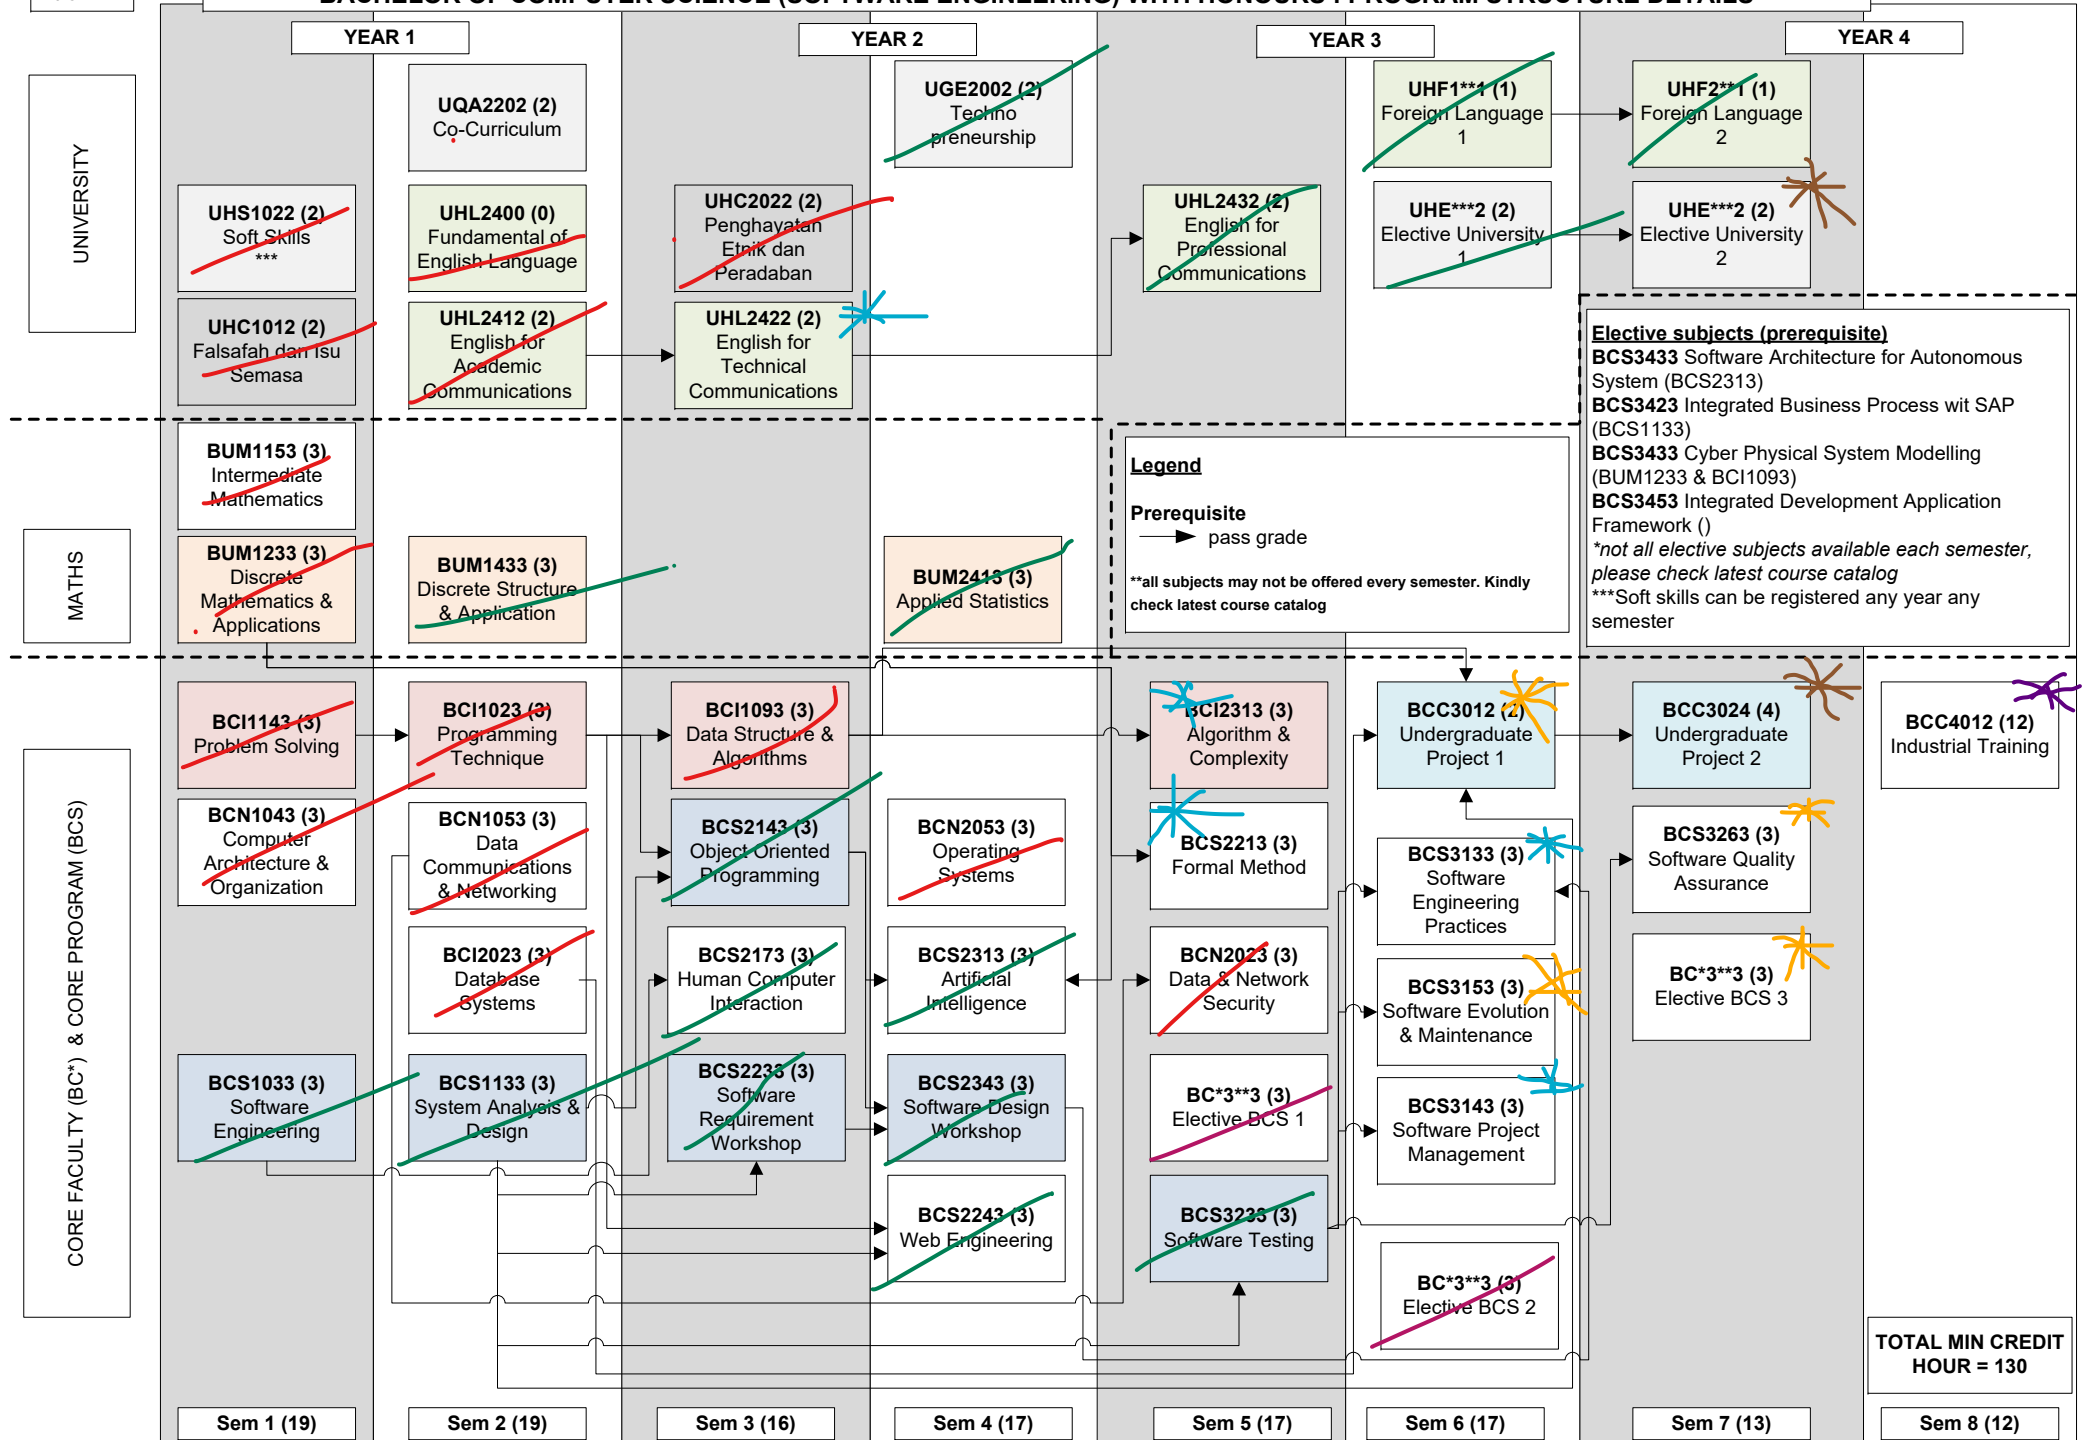 BACHELOR OF COMPUTER SCIENCE (SOFTWARE ENGINEERING) WITH HONOURS : PROGRAM STRUCTURE DETAILS
YEAR 1
YEAR 2
YEAR 3
YEAR 4
UNIVERSITY
UQA2202 (2)
Co-Curriculum
UGE2002 (2)
Techno
preneurship
UHF1**1 (1)
Foreign Language
1
UHF2**1 (1)
Foreign Language
2
UHS1022 (2)
Soft Skills
***
UHL2400 (0)
Fundamental of
English Language
UHC2022 (2)
Penghayatan
Etnik dan
Peradaban
UHL2432 (2)
English for
Professional
Communications
UHE***2 (2)
Elective University
1
UHE***2 (2)
Elective University
2
UHC1012 (2)
Falsafah dan Isu
Semasa
UHL2412 (2)
English for
Academic
Communications
UHL2422 (2)
English for
Technical
Communications
Elective subjects (prerequisite)
BCS3433 Software Architecture for Autonomous
System (BCS2313)
BCS3423 Integrated Business Process wit SAP
(BCS1133)
BCS3433 Cyber Physical System Modelling
(BUM1233 & BCI1093)
BCS3453 Integrated Development Application
Framework ()
*not all elective subjects available each semester,
please check latest course catalog
***Soft skills can be registered any year any
semester
MATHS
BUM1153 (3)
Intermediate
Mathematics
BUM1233 (3)
Discrete
Mathematics &
Applications
BUM1433 (3)
Discrete Structure
& Application
BUM2413 (3)
Applied Statistics
Legend
Prerequisite
pass grade
**all subjects may not be offered every semester. Kindly
check latest course catalog
CORE FACULTY (BC*) & CORE PROGRAM (BCS)
BCI1143 (3)
Problem Solving
BCI1023 (3)
Programming
Technique
BCI1093 (3)
Data Structure &
Algorithms
BCI2313 (3)
Algorithm &
Complexity
BCC3012 (2)
Undergraduate
Project 1
BCC3024 (4)
Undergraduate
Project 2
BCC4012 (12)
Industrial Training
BCN1043 (3)
Computer
Architecture &
Organization
BCN1053 (3)
Data
Communications
& Networking
BCS2143 (3)
Object Oriented
Programming
BCN2053 (3)
Operating
Systems
BCS2213 (3)
Formal Method
BCS3133 (3)
Software
Engineering
Practices
BCS3263 (3)
Software Quality
Assurance
BCI2023 (3)
Database
Systems
BCS2173 (3)
Human Computer
Interaction
BCS2313 (3)
Artificial
Intelligence
BCN2023 (3)
Data & Network
Security
BCS3153 (3)
Software Evolution
& Maintenance
BC*3**3 (3)
Elective BCS 3
BCS1033 (3)
Software
Engineering
BCS1133 (3)
System Analysis &
Design
BCS2233 (3)
Software
Requirement
Workshop
BCS2343 (3)
Software Design
Workshop
BC*3**3 (3)
Elective BCS 1
BCS3143 (3)
Software Project
Management
BCS2243 (3)
Web Engineering
BCS3233 (3)
Software Testing
BC*3**3 (3)
Elective BCS 2
TOTAL MIN CREDIT
HOUR = 130
Sem 1 (19)
Sem 2 (19)
Sem 3 (16)
Sem 4 (17)
Sem 5 (17)
Sem 6 (17)
Sem 7 (13)
Sem 8 (12)